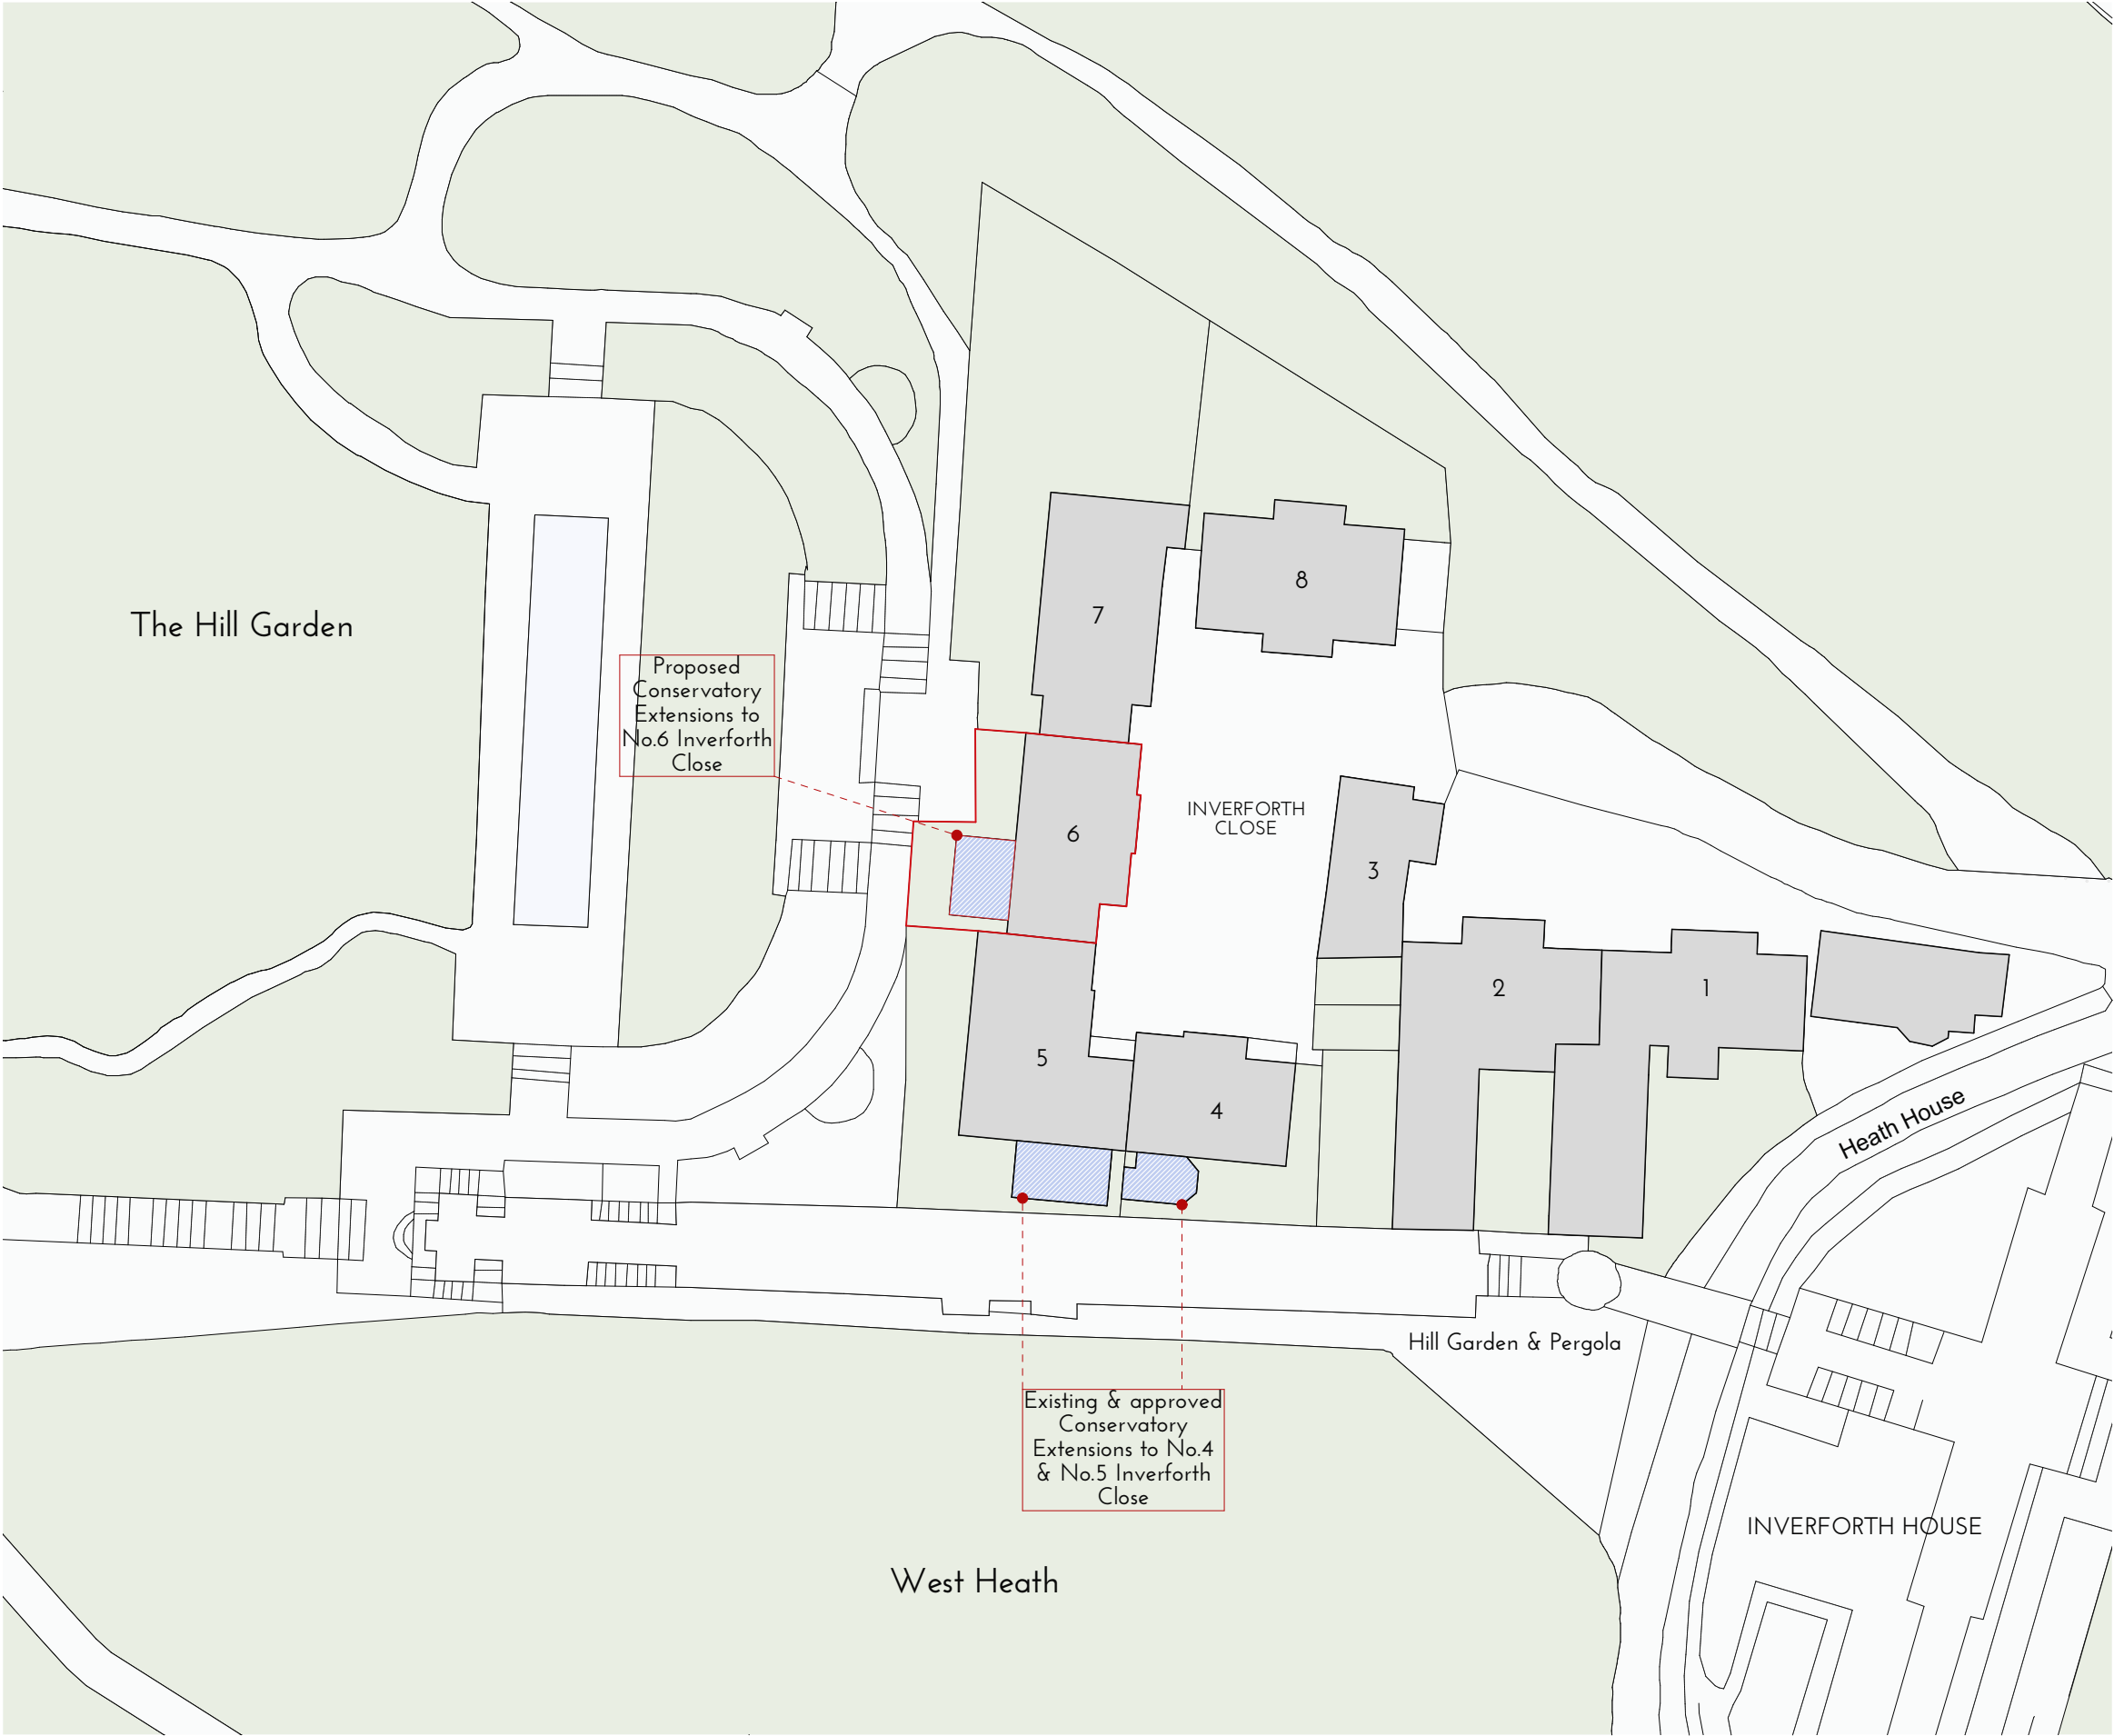 8
7
The Hill Garden
Proposed
Conservatory
Extensions to
No.6 Inverforth
Close
INVERFORTH
CLOSE
6
3
2
1
5
4
Heath House
Hill Garden & Pergola
Existing & approved
Conservatory
Extensions to No.4
& No.5 Inverforth
Close
INVERFORTH HOUSE
West Heath